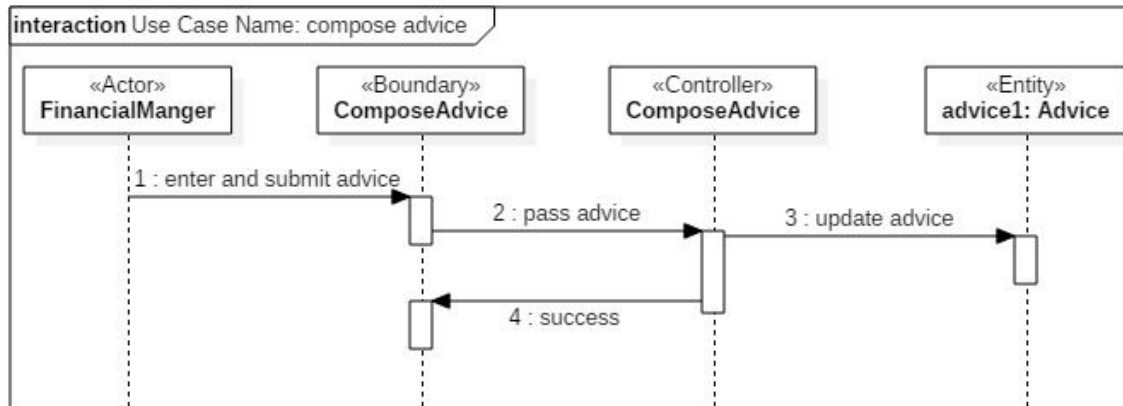 interaction Use Case Name: compose advice
«Actor»
FinancialManger
«Boundary»
ComposeAdvice
«Controller»
ComposeAdvice
«Entity»
advice1: Advice
1 : enter and submit advice
2 : pass advice
3 : update advice
4 : success